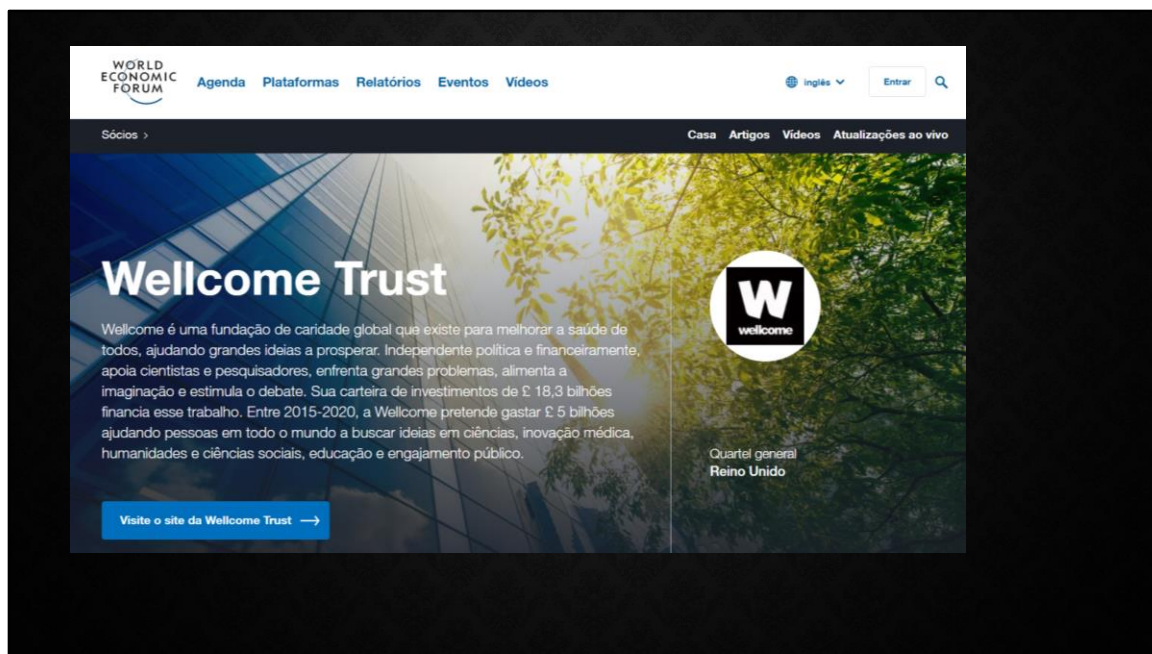 WORLD
ECONOMIC
FORUM
Agenda Plataformas Relatórios Eventos Vídeos
inglês
Entrar
Sócios >
Casa Artigos Vídeos Atualizações ao vivo
Wellcome Trust
Wellcome é uma fundação de caridade global que existe para melhorar a saúde de
todos, ajudando grandes ideias a prosperar. Independente política e financeiramente,
apoia cientistas e pesquisadores, enfrenta grandes problemas, alimenta a
imaginação e estimula o debate. Sua carteira de investimentos de £ 18,3 bilhões
financia esse trabalho. Entre 2015-2020, a Wellcome pretende gastar £ 5 bilhões
ajudando pessoas em todo o mundo a buscar ideias em ciências, inovação médica,
humanidades e ciências sociais, educação e engajamento público.
W
wellcome
Quartel general
Reino Unido
Visite o site da Wellcome Trust →